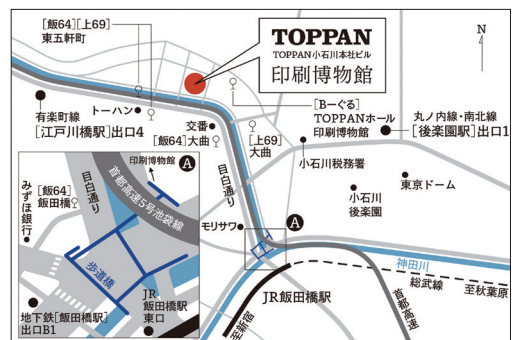 [飯64][上69]
東五軒町
TOPPAN
TOPPAN小石川本社ビル
印刷博物館
N
有楽町線・
[江戸川橋駅]出口4
トーハン
交番
[飯64]大曲
[上69]
大曲
[Bーぐる]
TOPPANホール
印刷博物館
丸ノ内線・南北線
[後楽園駅]出口1
小石川税務署
東京ドーム
小石川
後楽園
目白通り
モリサワ
A
神田川
総武線
至秋葉原
首都高速
JR飯田橋駅
至新宿
印刷博物館
A
首都高速5号池袋線
目白通り
[飯64]
飯田橋
みずほ銀行
歩道橋
地下鉄[飯田橋駅]
出口B1
JR
飯田橋駅
東口